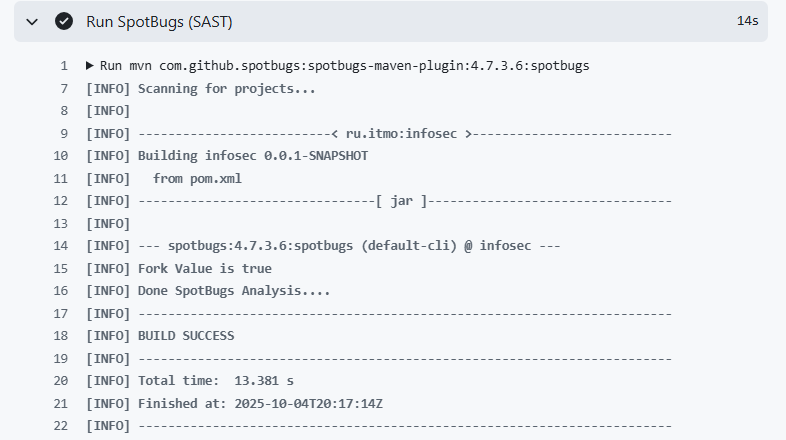 Run SpotBugs (SAST) 14s
1 Run mvn com.github.spotbugs:spotbugs-maven-plugin:4.7.3.6:spotbugs
7 [INFO] Scanning for projects...
8 [INFO]
9 [INFO] --------------------------< ru.itmo:infosec >---------------------------
10 [INFO] Building infosec 0.0.1-SNAPSHOT
11 [INFO]   from pom.xml
12 [INFO] --------------------------------[ jar ]---------------------------------
13 [INFO]
14 [INFO] --- spotbugs:4.7.3.6:spotbugs (default-cli) @ infosec ---
15 [INFO] Fork Value is true
16 [INFO] Done SpotBugs Analysis....
17 [INFO] ------------------------------------------------------------------------
18 [INFO] BUILD SUCCESS
19 [INFO] ------------------------------------------------------------------------
20 [INFO] Total time:  13.381 s
21 [INFO] Finished at: 2025-10-04T20:17:14Z
22 [INFO] ------------------------------------------------------------------------